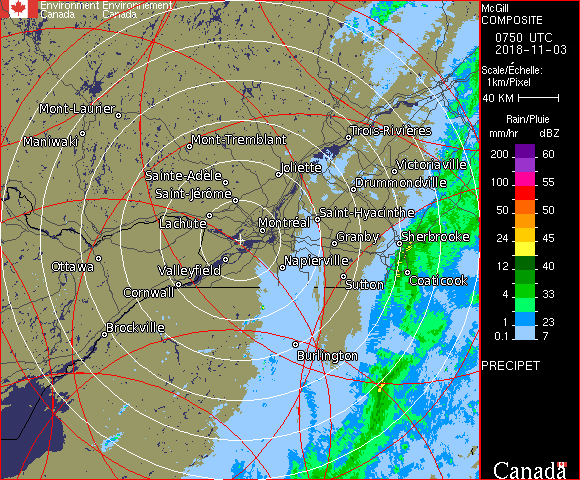 Environment Environnement
Canada Canada
McGill
COMPOSITE
0750 UTC
2018-11-03
Scale/Échelle:
1km/Pixel
40 KM
Rain/Pluie
mm/hr dBZ
200 60
150 65
100 55
50 50
24 45
12 40
4 33
1 23
0.1 7
PRECIPET
Canada
Mont-Laurier
Maniwaki
Mont-Tremblant
Trois-Rivières
Sainte-Adèle
Joliette
Victoriaville
Saint-Jérôme
Drummondville
Lachute
Montréal
Saint-Hyacinthe
Granby
Sherbrooke
Ottawa
Valleyfield
Napierville
Cornwall
Sutton
Coaticook
Brockville
Burlington